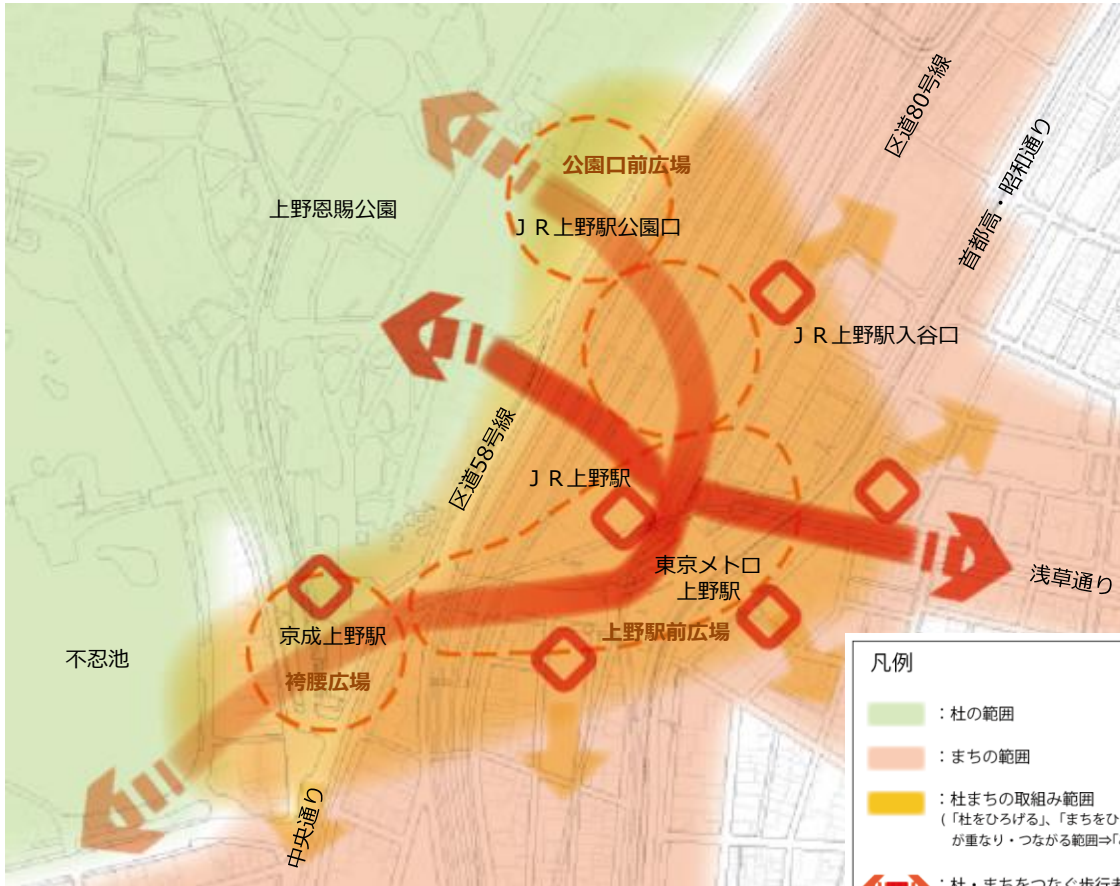 区道80号線
首都高・昭和通り
公園口前広場
上野恩賜公園
ＪＲ上野駅公園口
ＪＲ上野駅入谷口
区道58号線
ＪＲ上野駅
東京メトロ
上野駅
浅草通り
上野駅前広場
京成上野駅
不忍池
袴腰広場
中央通り
凡例
：杜の範囲
：まちの範囲
：杜まちの取組み範囲
（「杜をひろげる」、「まちをひ
が重なり・つながる範囲⇒「
：杜・まちをつなぐ歩行者